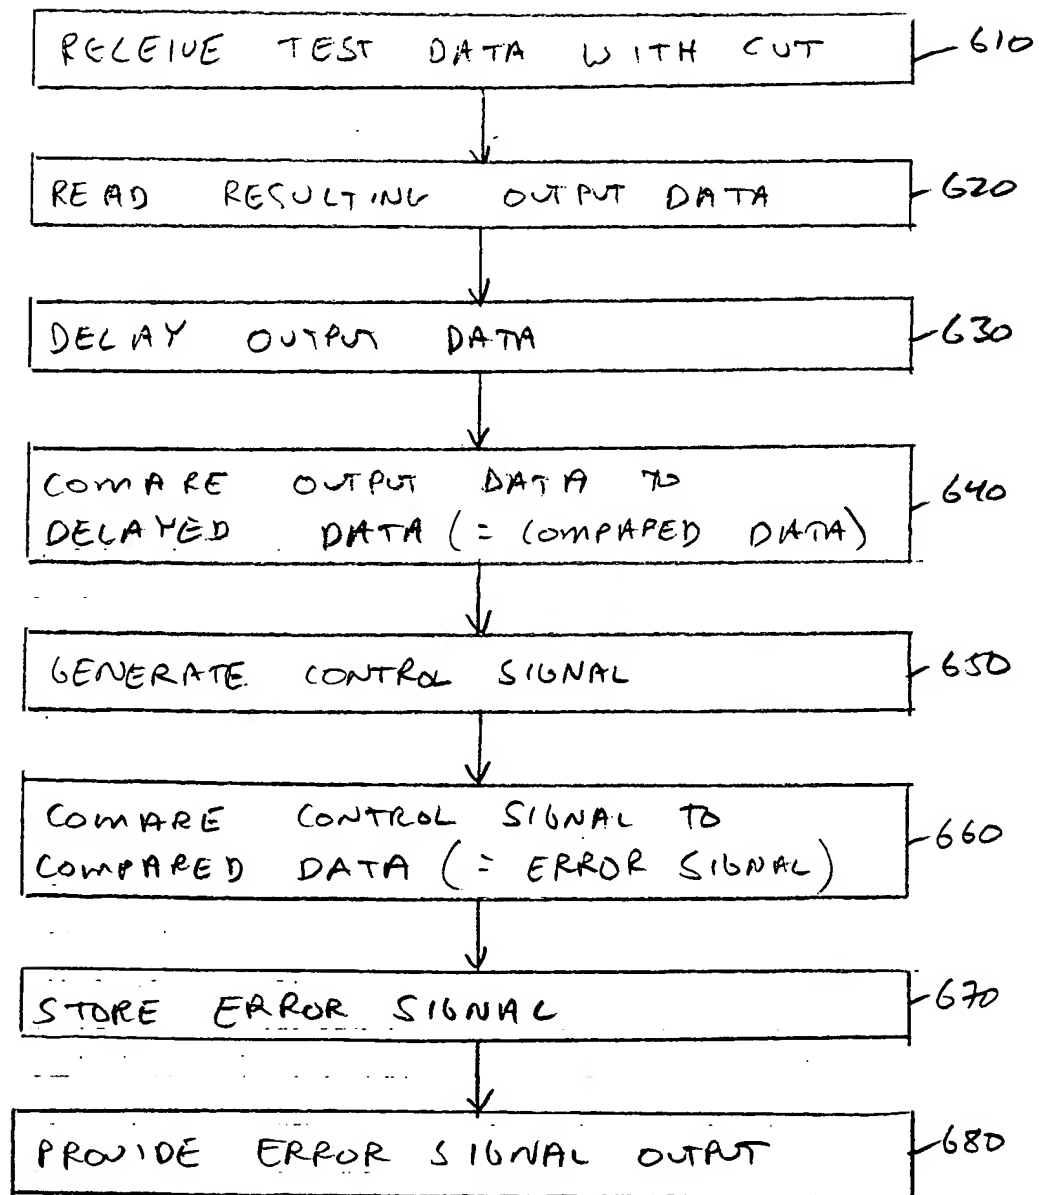 RECEIVE TEST DATA WITH CUT
610
READ RESULTING OUTPUT DATA
620
DELAY OUTPUT DATA
630
COMPARE OUTPUT DATA TO
DELAYED DATA (= COMPARED DATA)
640
GENERATE CONTROL SIGNAL
650
COMPARE CONTROL SIGNAL TO
COMPARED DATA (= ERROR SIGNAL)
660
STORE ERROR SIGNAL
670
PROVIDE ERROR SIGNAL OUTPUT
680